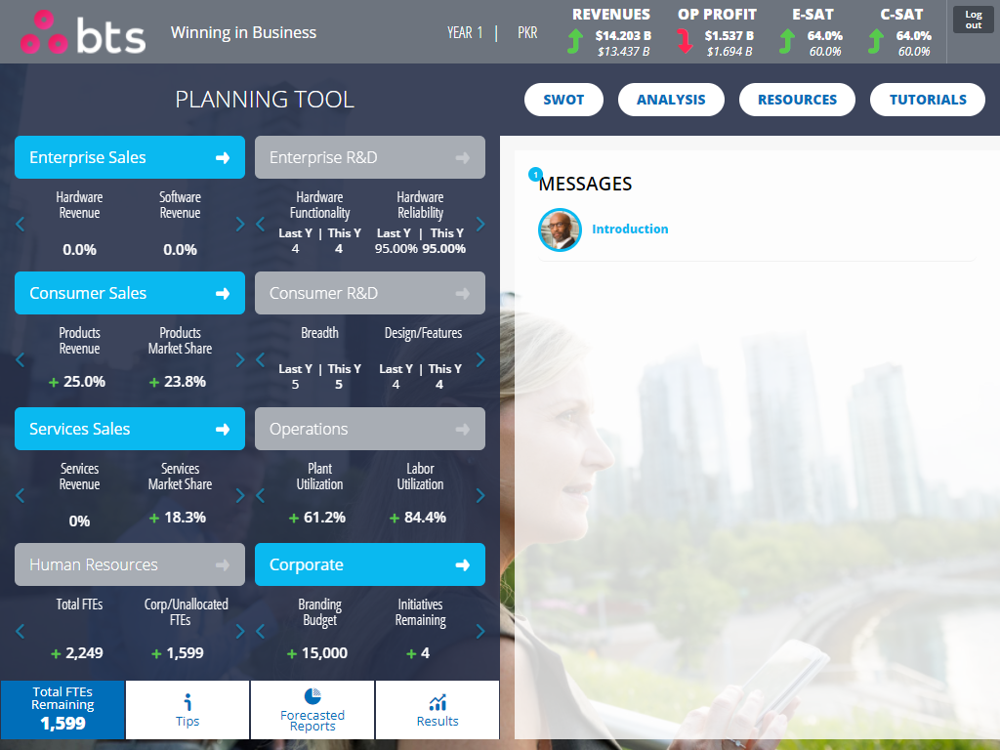 bts
Winning in Business
YEAR 1 | PKR
REVENUES
$14.203 B
$13.437 B
OP PROFIT
$1.537 B
$1.694 B
E-SAT
64.0%
60.0%
C-SAT
64.0%
60.0%
Log
out
PLANNING TOOL
SWOT
ANALYSIS
RESOURCES
TUTORIALS
Enterprise Sales
Hardware
Revenue
0.0%
Software
Revenue
0.0%
Enterprise R&D
Hardware
Functionality
Last Y | This Y
4 4
Hardware
Reliability
Last Y | This Y
95.00% 95.00%
Consumer Sales
Products
Revenue
+ 25.0%
Products
Market Share
+ 23.8%
Consumer R&D
Breadth
Last Y | This Y
5 5
Design/Features
Last Y | This Y
4 4
Services Sales
Services
Revenue
0%
Services
Market Share
+ 18.3%
Operations
Plant
Utilization
+ 61.2%
Labor
Utilization
+ 84.4%
Human Resources
Total FTEs
+ 2,249
Corp/Unallocated
FTEs
+ 1,599
Corporate
Branding
Budget
+ 15,000
Initiatives
Remaining
+ 4
Total FTEs
Remaining
1,599
Tips
Forecasted
Reports
Results
1
MESSAGES
Introduction